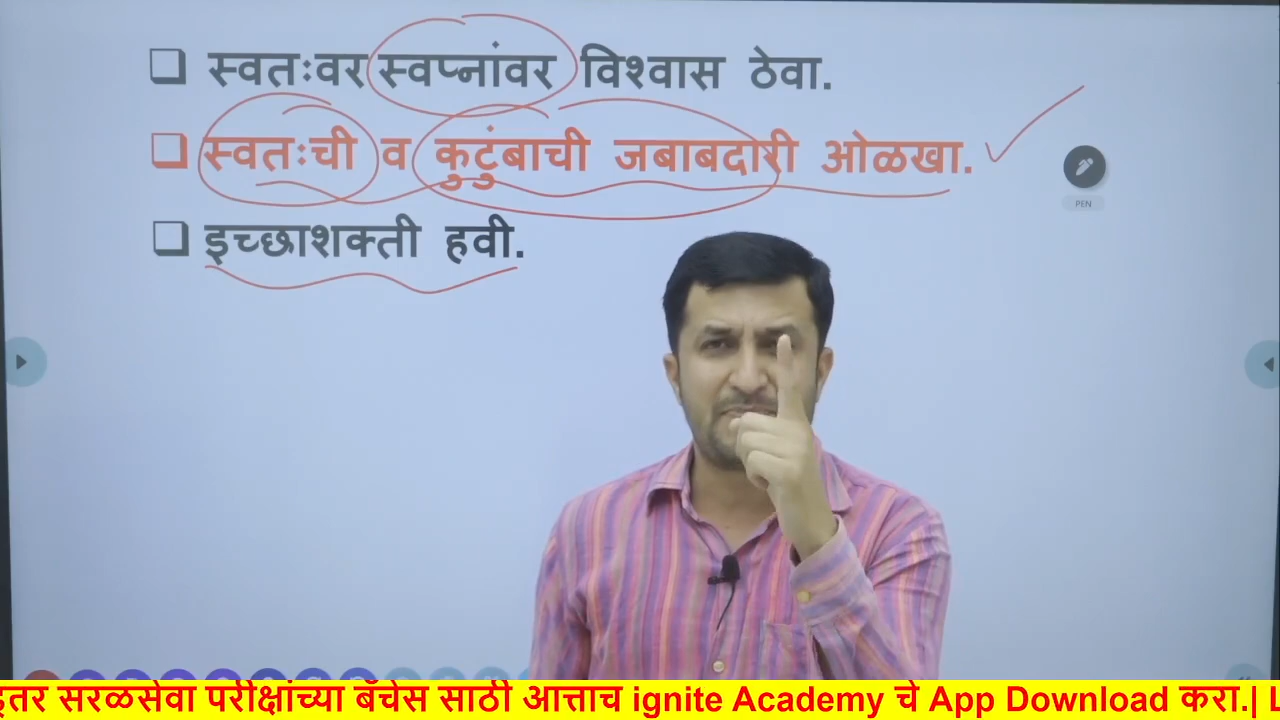 स्वतःवर स्वप्नांवर विश्वास ठेवा.
स्वतःची व कुटुंबाची जबाबदारी ओळखा.
इच्छाशक्ती हवी.
PEN
इतर सरळसेवा परीक्षांच्या बॅचेस साठी आत्ताच ignite Academy चे App Download करा.| L